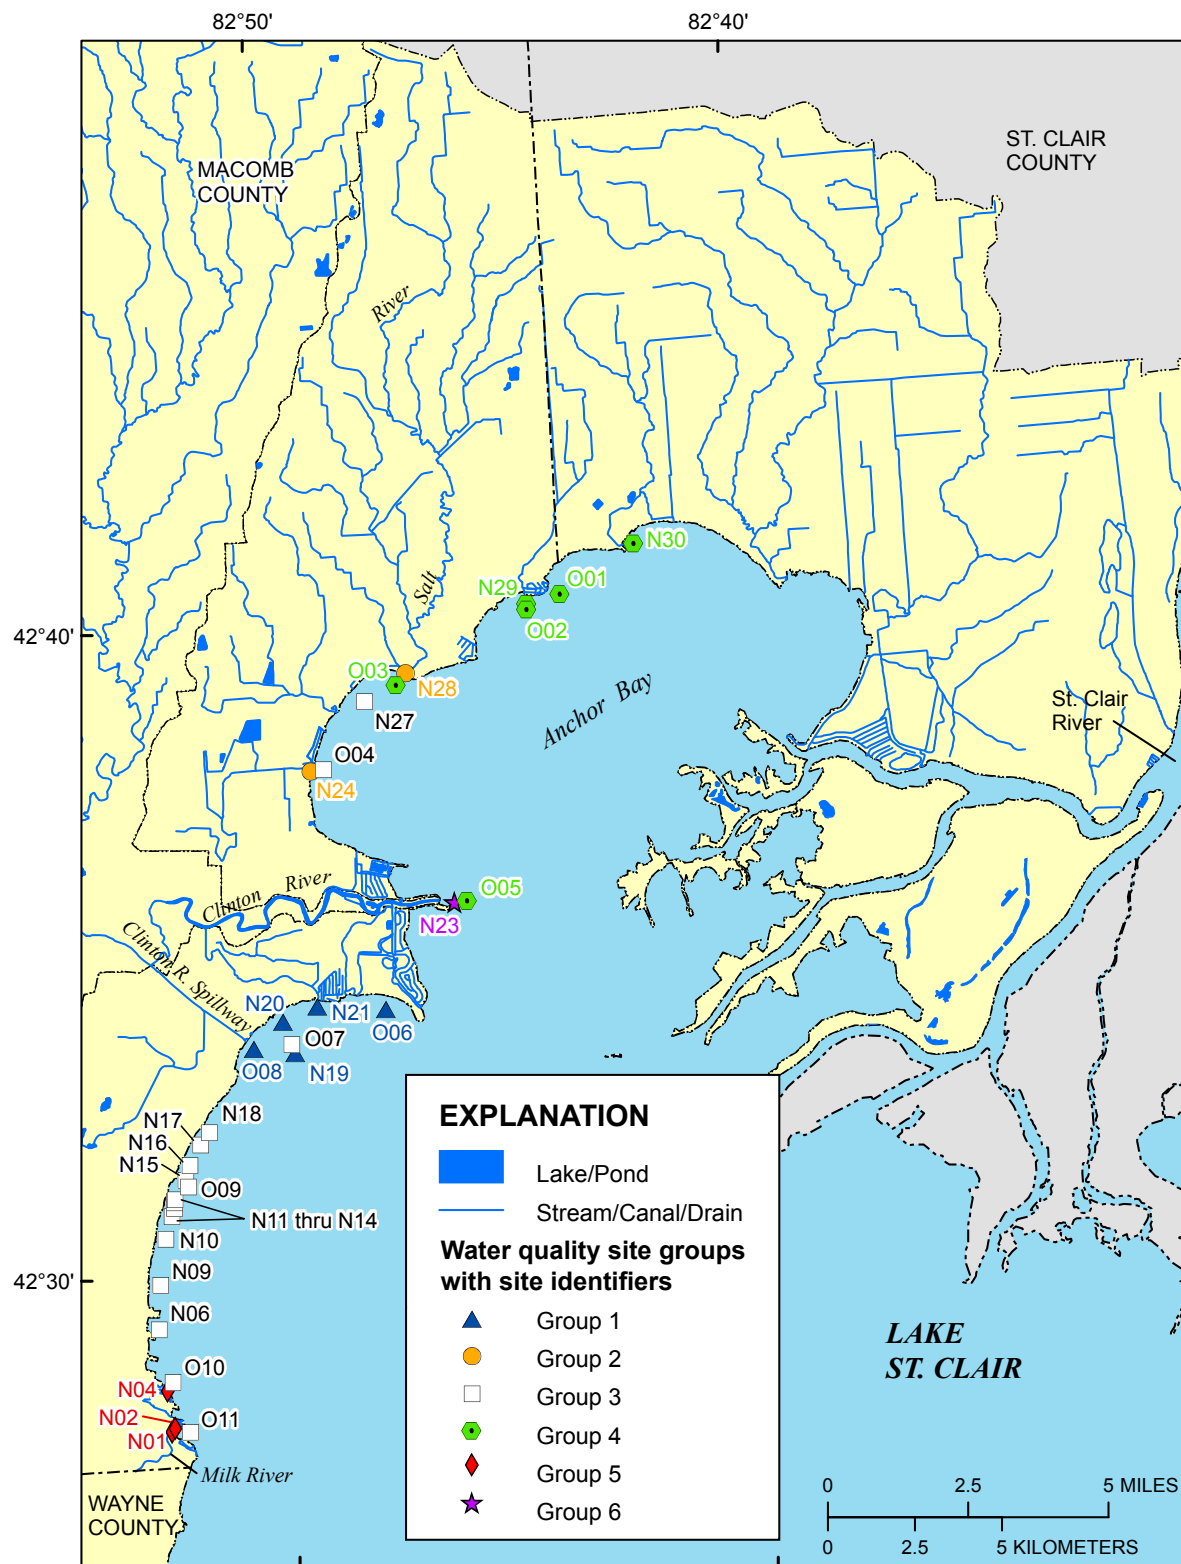 82°50'
82°40'
MACOMB
COUNTY
ST. CLAIR
COUNTY
River
Salt
N30
O01
N29
O02
42°40'
O03
N28
N27
Anchor Bay
St. Clair
River
O04
N24
Clinton River
O05
N23
Clinton R. Spillway
N20
N21
O06
O07
O08
N19
N18
N17
N16
N15
O09
N11 thru N14
N10
42°30'
N09
N06
O10
N04
N02
O11
N01
Milk River
WAYNE
COUNTY
EXPLANATION
Lake/Pond
Stream/Canal/Drain
Water quality site groups
with site identifiers
Group 1
Group 2
Group 3
Group 4
Group 5
Group 6
LAKE
ST. CLAIR
0 2.5 5 MILES
0 2.5 5 KILOMETERS